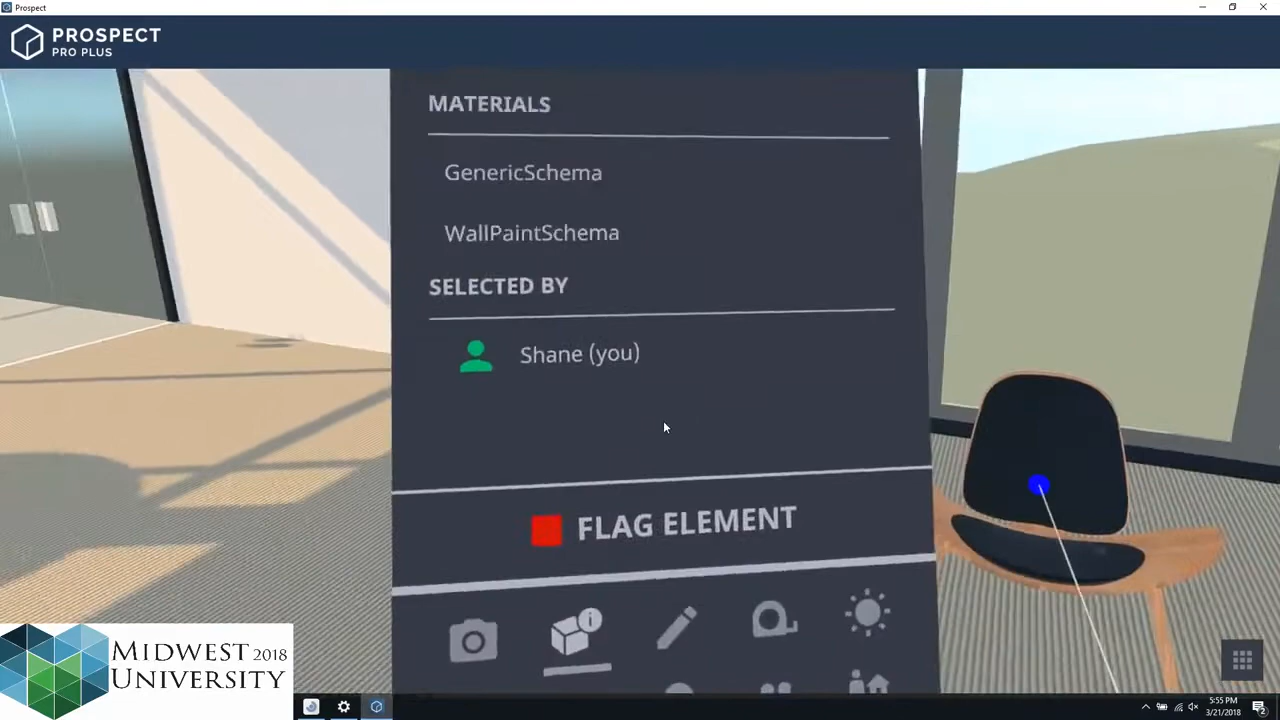 Prospect
PROSPECT
PRO PLUS
MATERIALS
GenericSchema
WallPaintSchema
SELECTED BY
Shane (you)
FLAG ELEMENT
i
MIDWEST 2018
UNIVERSITY
5:55 PM
3/21/2018
2